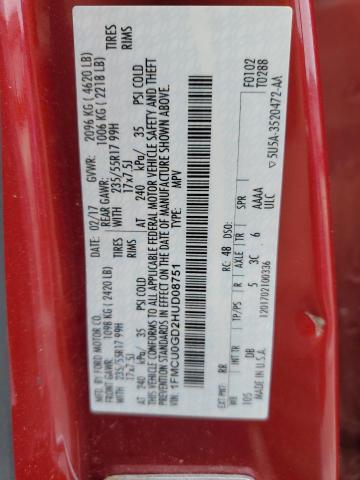 MFD. BY FORD MOTOR CO.
DATE: 02/17 GVWR: 2096 KG ( 4620 LB)
FRONT GAWR: 1098 KG ( 2420 LB) REAR GAWR: 1006 KG ( 2218 LB)
235/55R17 99H TIRES WITH 235/55R17 99H TIRES
17x7.5J RIMS 17x7.5J RIMS
AT 240 kPa/ 35 PSI COLD AT 240 kPa/ 35 PSI COLD
THIS VEHICLE CONFORMS TO ALL APPLICABLE FEDERAL MOTOR VEHICLE SAFETY AND THEFT PREVENTION
STANDARDS IN EFFECT ON THE DATE OF MANUFACTURE SHOWN ABOVE.
VIN: 1FMCU0GD2HUD08751
TYPE: MPV
F0102
T0288
EXT PNT: RR RC: 48 DSO:
WB INT TR TP/PS R AXLE TR SPR
105 DB 5 3C 6 AAAA
ULC
MADE IN U.S.A.
1201702100336
5U5A-3520472-AA